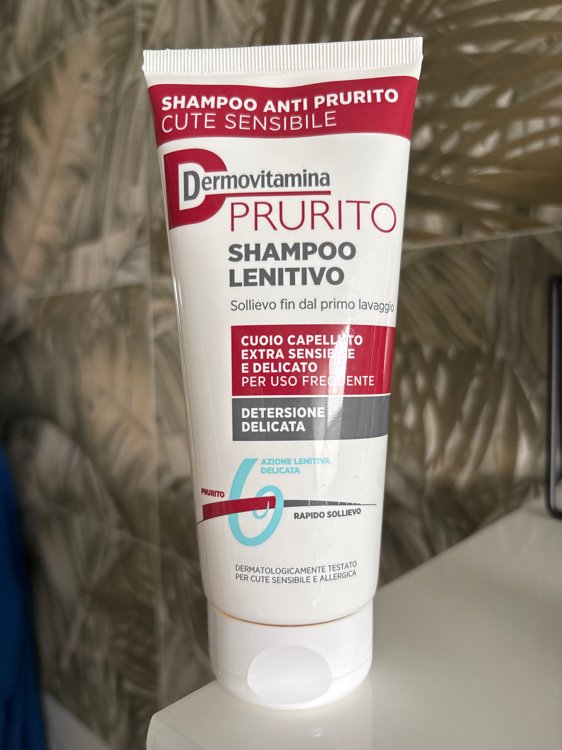 SHAMPOO ANTI PRURITO
CUTE SENSIBILE
Dermovitamina
PRURITO
SHAMPOO
LENITIVO
Sollievo fin dal primo lavaggio
CUOIO CAPELLUTO
EXTRA SENSIBILE
E DELICATO
PER USO FREQUENTE
DETERSIONE
DELICATA
AZIONE LENITIVA
DELICATA
PRURITO
RAPIDO SOLLIEVO
DERMATOLOGICAMENTE TESTATO
PER CUTE SENSIBILE E ALLERGICA